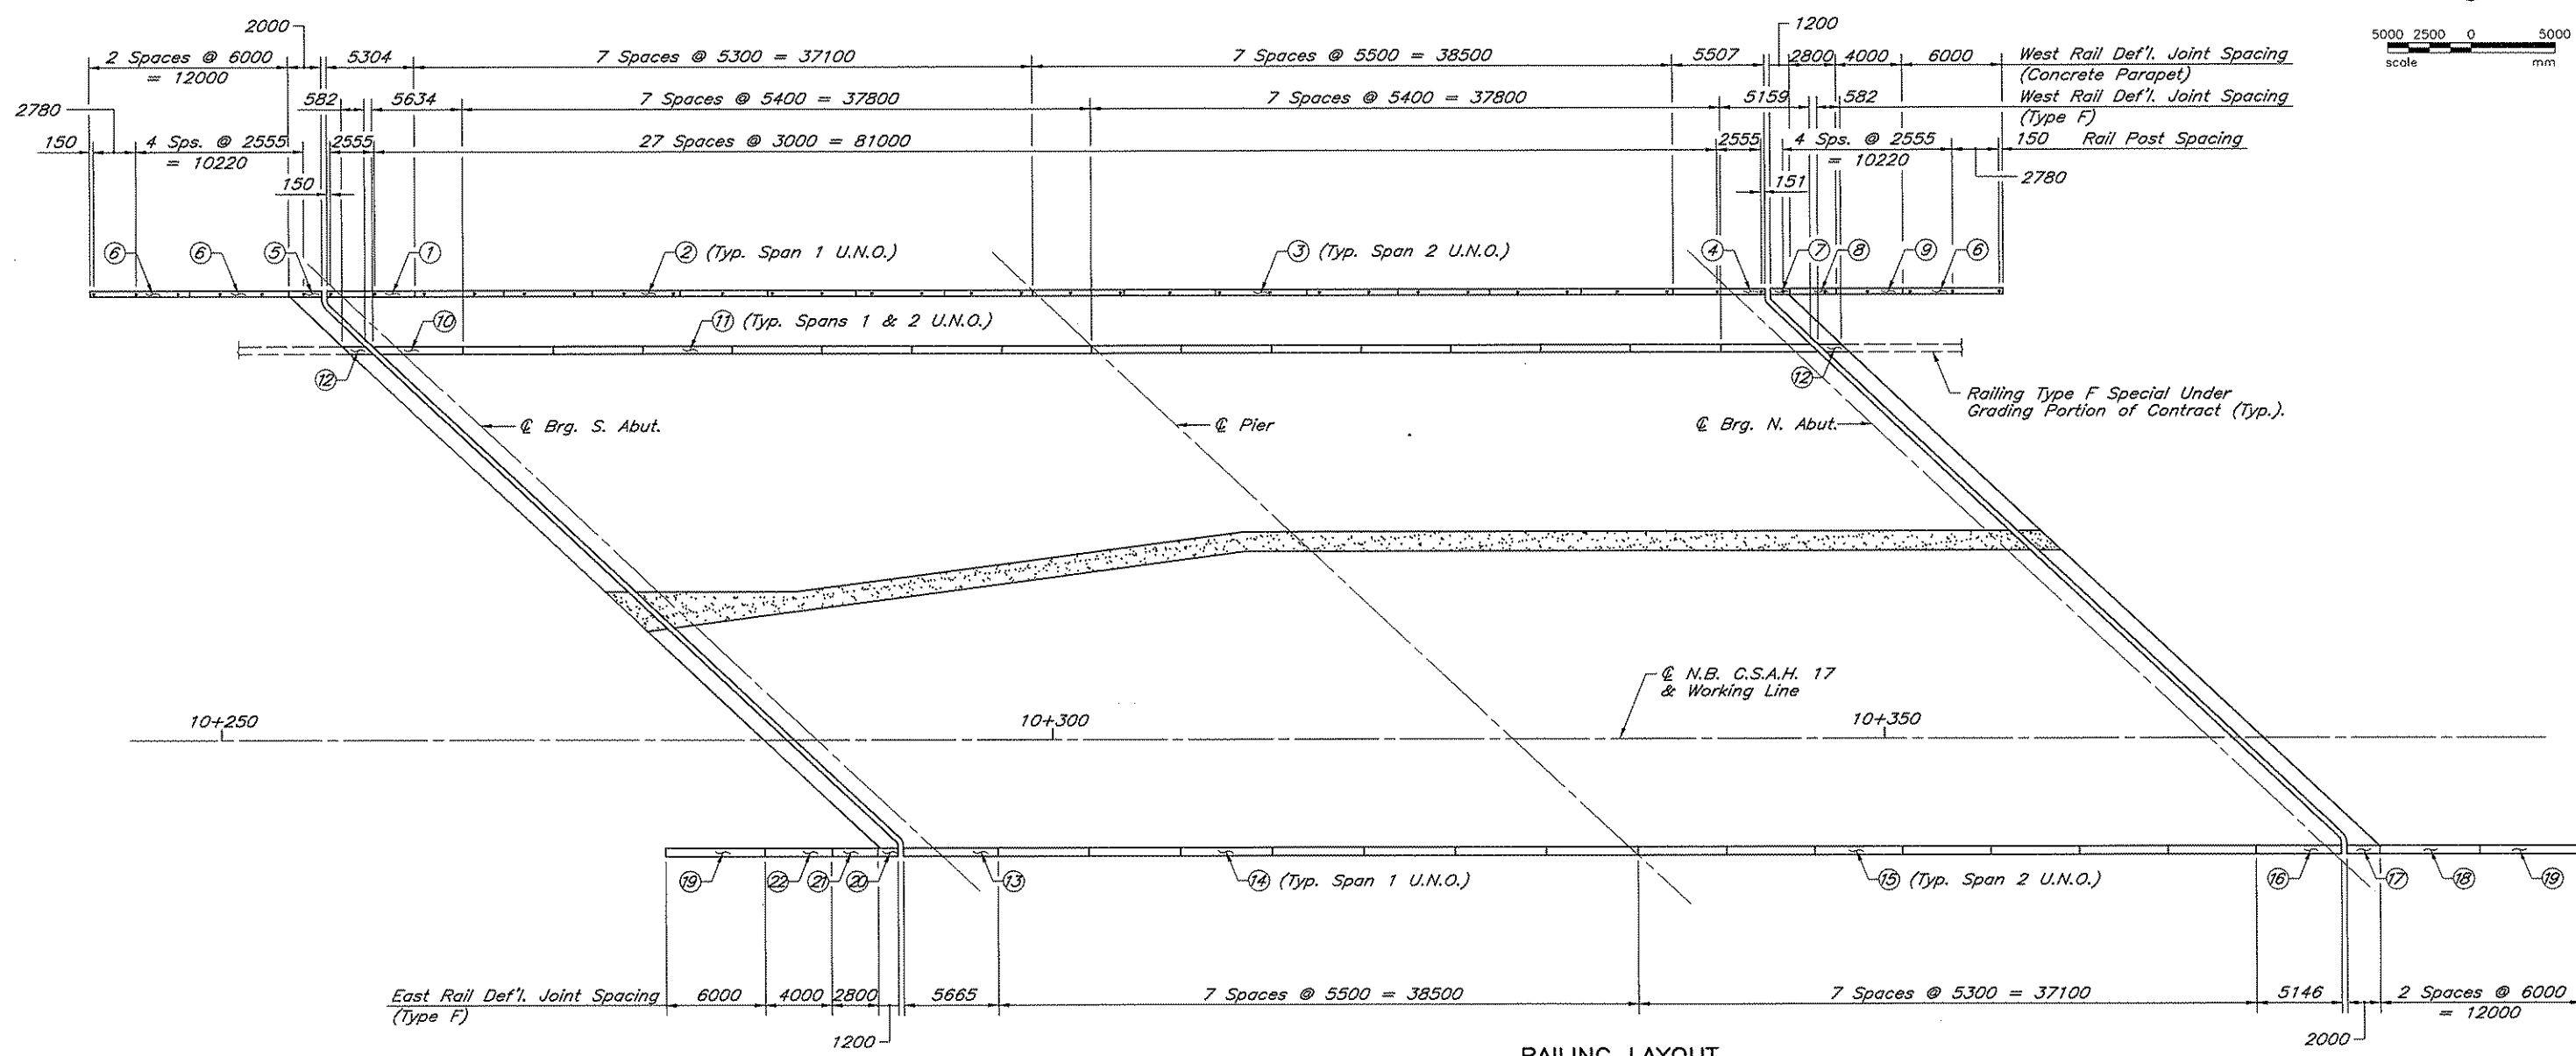 2000
1200
5000 2500 0 5000
scale mm
2 Spaces @ 6000
= 12000
5304
7 Spaces @ 5300 = 37100
7 Spaces @ 5500 = 38500
5507
2800
4000
6000
West Rail Def'l. Joint Spacing
(Concrete Parapet)
2780
582
5634
7 Spaces @ 5400 = 37800
7 Spaces @ 5400 = 37800
5159
582
West Rail Def'l. Joint Spacing
(Type F)
150
4 Sps. @ 2555
= 10220
2555
27 Spaces @ 3000 = 81000
2555
4 Sps. @ 2555
= 10220
150
Rail Post Spacing
150
151
2780
6
6
5
1
2 (Typ. Span 1 U.N.O.)
3 (Typ. Span 2 U.N.O.)
4
7
8
9
6
10
11 (Typ. Spans 1 & 2 U.N.O.)
12
12
Railing Type F Special Under
Grading Portion of Contract (Typ.).
℄ Brg. S. Abut.
℄ Pier
℄ Brg. N. Abut.
℄ N.B. C.S.A.H. 17
& Working Line
10+250
10+300
10+350
19
22
21
20
13
14 (Typ. Span 1 U.N.O.)
15 (Typ. Span 2 U.N.O.)
16
17
18
19
East Rail Def'l. Joint Spacing
(Type F)
6000
4000
2800
5665
7 Spaces @ 5500 = 38500
7 Spaces @ 5300 = 37100
5146
2 Spaces @ 6000
= 12000
1200
2000
RAILING LAYOUT